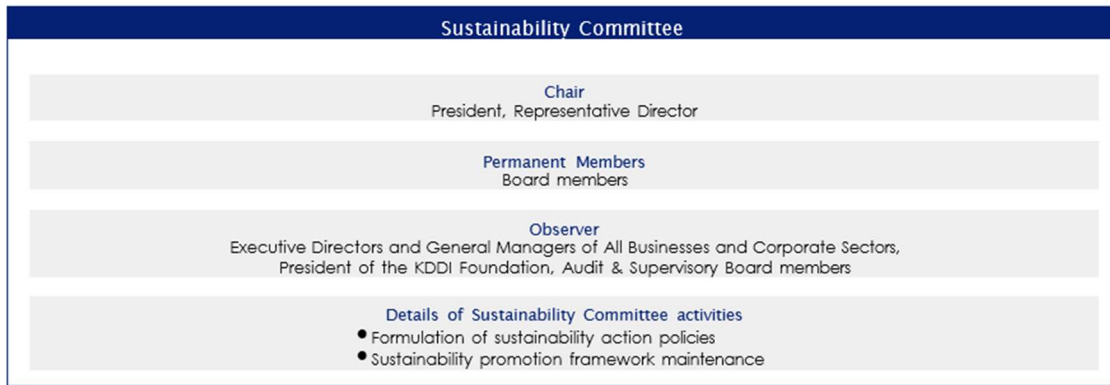 Sustainability Committee
Chair
President, Representative Director
Permanent Members
Board members
Observer
Executive Directors and General Managers of All Businesses and Corporate Sectors,
President of the KDDI Foundation, Audit & Supervisory Board members
Details of Sustainability Committee activities
● Formulation of sustainability action policies
● Sustainability promotion framework maintenance